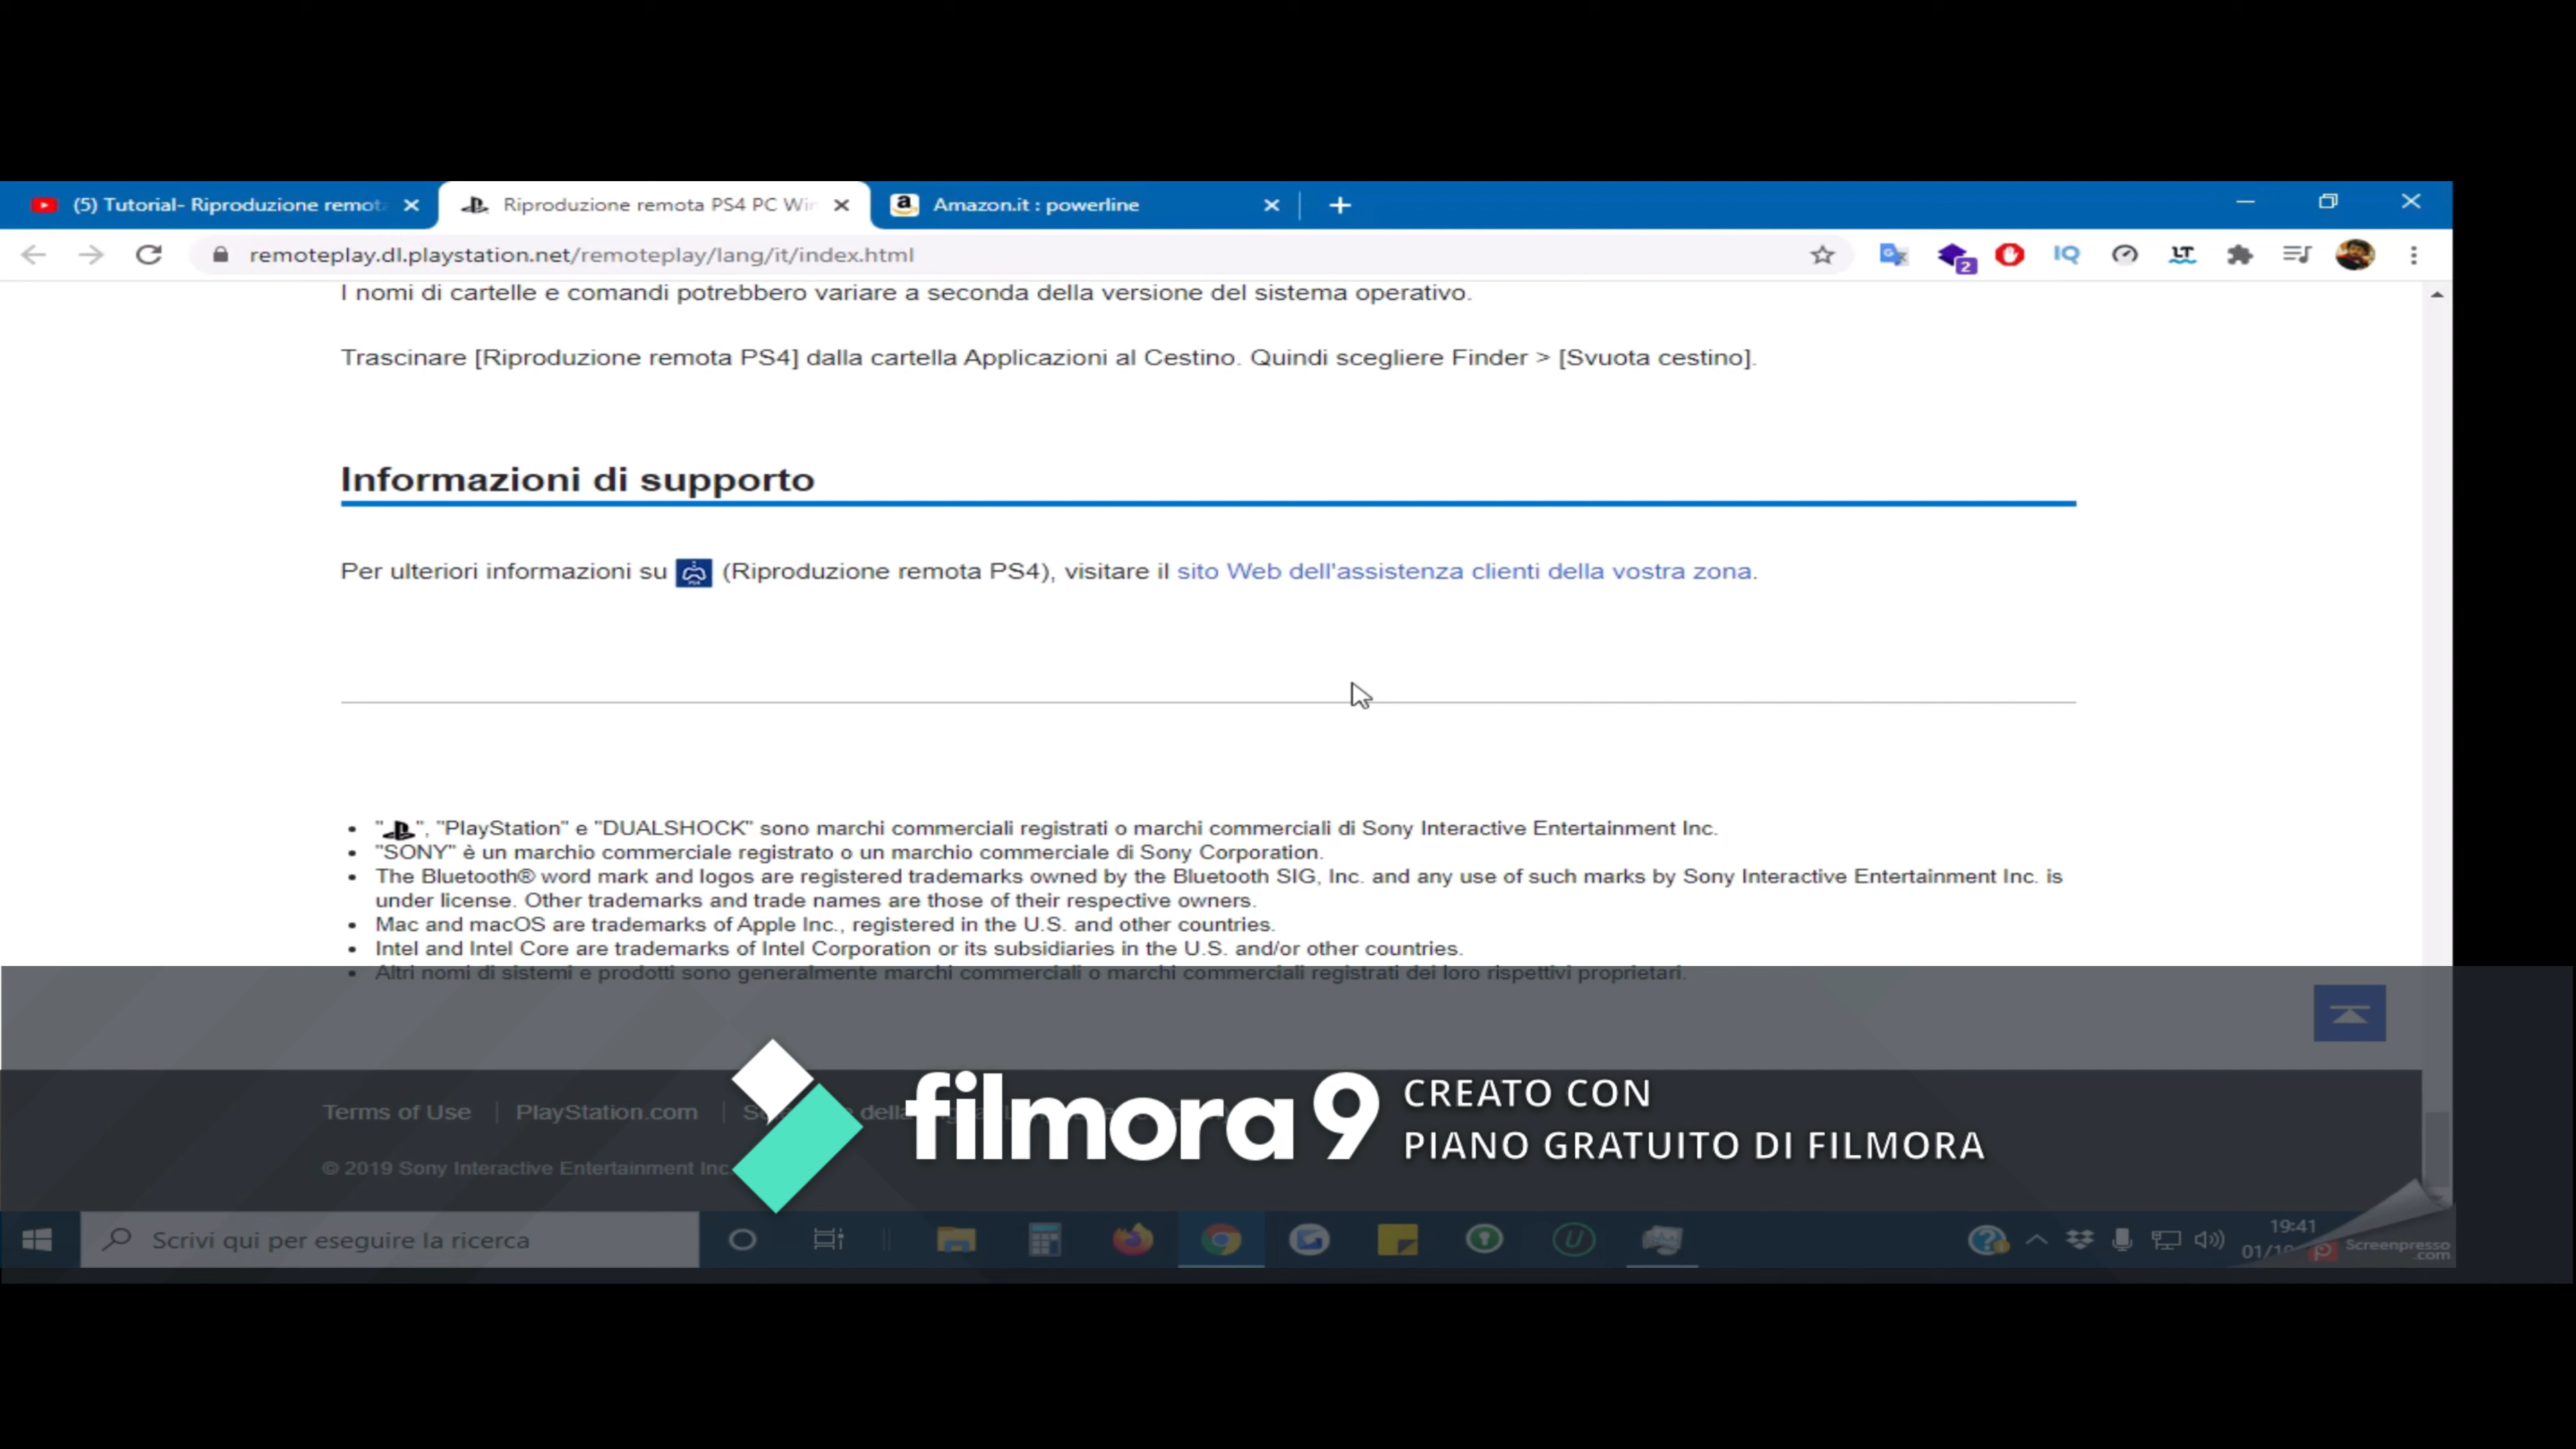 (5) Tutorial- Riproduzione remot
Riproduzione remota PS4 PC Wi
Amazon.it : powerline
remoteplay.dl.playstation.net/remoteplay/lang/it/index.html
2
IQ
LT
I nomi di cartelle e comandi potrebbero variare a seconda della versione del sistema operativo.
Trascinare [Riproduzione remota PS4] dalla cartella Applicazioni al Cestino. Quindi scegliere Finder > [Svuota cestino].
Informazioni di supporto
Per ulteriori informazioni su (Riproduzione remota PS4), visitare il sito Web dell'assistenza clienti della vostra zona.
• "", "PlayStation" e "DUALSHOCK" sono marchi commerciali registrati o marchi commerciali di Sony Interactive Entertainment Inc.
• "SONY" è un marchio commerciale registrato o un marchio commerciale di Sony Corporation.
• The Bluetooth® word mark and logos are registered trademarks owned by the Bluetooth SIG, Inc. and any use of such marks by Sony Interactive Entertainment Inc. is
under license. Other trademarks and trade names are those of their respective owners.
• Mac and macOS are trademarks of Apple Inc., registered in the U.S. and other countries.
• Intel and Intel Core are trademarks of Intel Corporation or its subsidiaries in the U.S. and/or other countries.
• Altri nomi di sistemi e prodotti sono generalmente marchi commerciali o marchi commerciali registrati dei loro rispettivi proprietari.
Terms of Use | PlayStation.com |
© 2019 Sony Interactive Entertainment Inc
filmora 9
CREATO CON
PIANO GRATUITO DI FILMORA
Scrivi qui per eseguire la ricerca
19:41
01/10
Screenpresso
.com